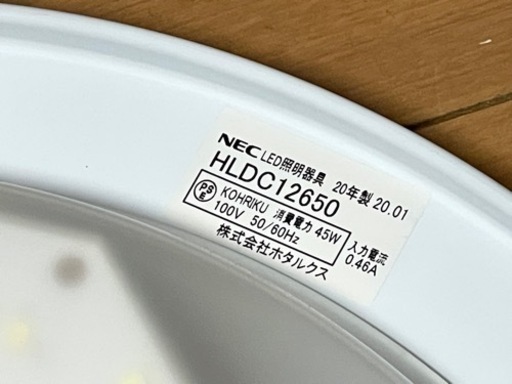 NEC LED照明器具 20年製 20.01
HLDC12650
PSE KOHRIKU 消費電力 45W 入力電流
100V 50/60Hz 0.46A
株式会社ホタルクス